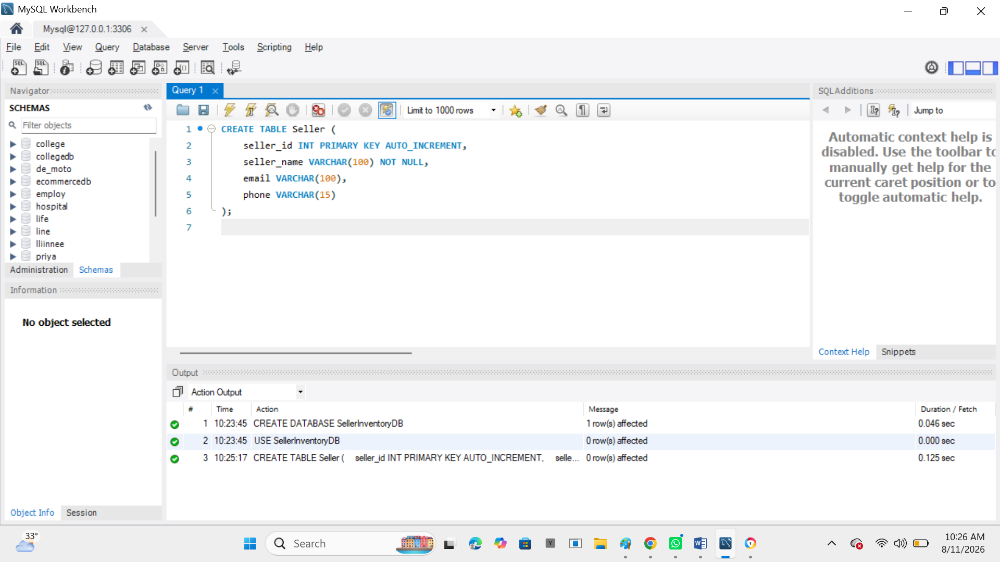 MySQL Workbench
Mysql@127.0.0.1:3306
File Edit View Query Database Server Tools Scripting Help
Navigator
SCHEMAS
Filter objects
college
collegedb
de_moto
ecommercedb
employ
hospital
life
line
lliinnee
priya
Administration Schemas
Information
No object selected
Object Info Session
Query 1
Limit to 1000 rows
1 CREATE TABLE Seller (
2 seller_id INT PRIMARY KEY AUTO_INCREMENT,
3 seller_name VARCHAR(100) NOT NULL,
4 email VARCHAR(100),
5 phone VARCHAR(15)
6 );
7
SQLAdditions
Jump to
Automatic context help is
disabled. Use the toolbar to
manually get help for the
current caret position or to
toggle automatic help.
Context Help Snippets
Output
Action Output
# Time Action Message Duration / Fetch
1 10:23:45 CREATE DATABASE SellerInventoryDB 1 row(s) affected 0.046 sec
2 10:23:45 USE SellerInventoryDB 0 row(s) affected 0.000 sec
3 10:25:17 CREATE TABLE Seller ( seller_id INT PRIMARY KEY AUTO_INCREMENT, selle... 0 row(s) affected 0.125 sec
33°
Search
10:26 AM
8/11/2026